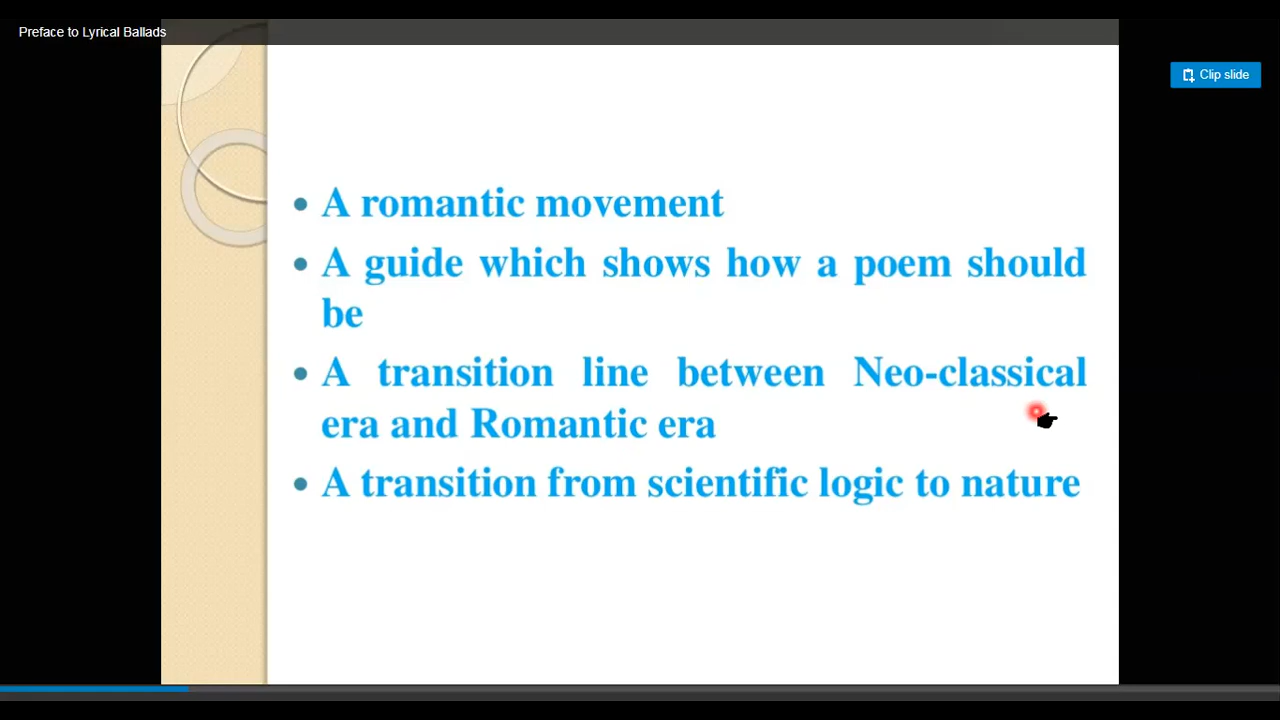 Preface to Lyrical Ballads
Clip slide
• A romantic movement
• A guide which shows how a poem should
be
• A transition line between Neo-classical
era and Romantic era
• A transition from scientific logic to nature